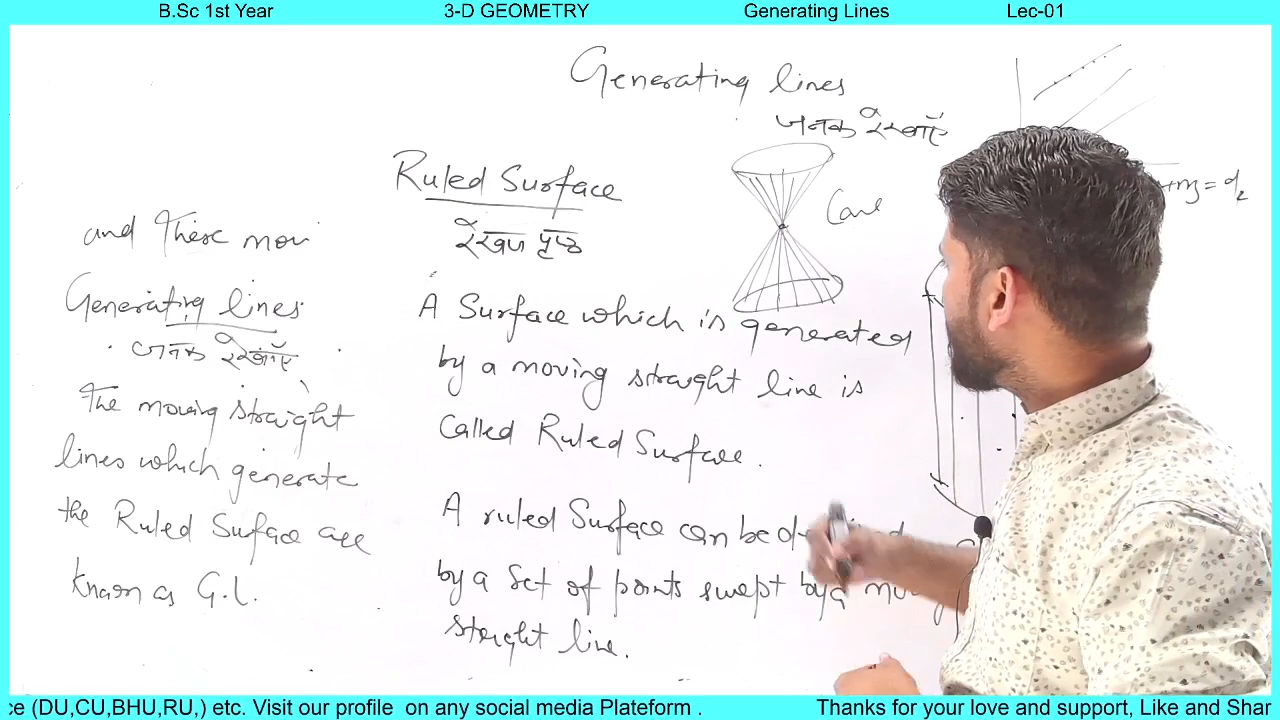 B.Sc 1st Year 3-D GEOMETRY Generating Lines Lec-01
Generating lines
जनक रेखाएँ
Ruled Surface
रेखज पृष्ठ
Cone
and These mov
Generating lines
जनक रेखाएँ
The moving straight
lines which generate
the Ruled Surface are
known as G.L.
A Surface which is generated
by a moving straight line is
Called Ruled Surface.
A ruled Surface can be
by a Set of points swept by a
straight line.
ce (DU,CU,BHU,RU,) etc. Visit our profile on any social media Plateform . Thanks for your love and support, Like and Shar